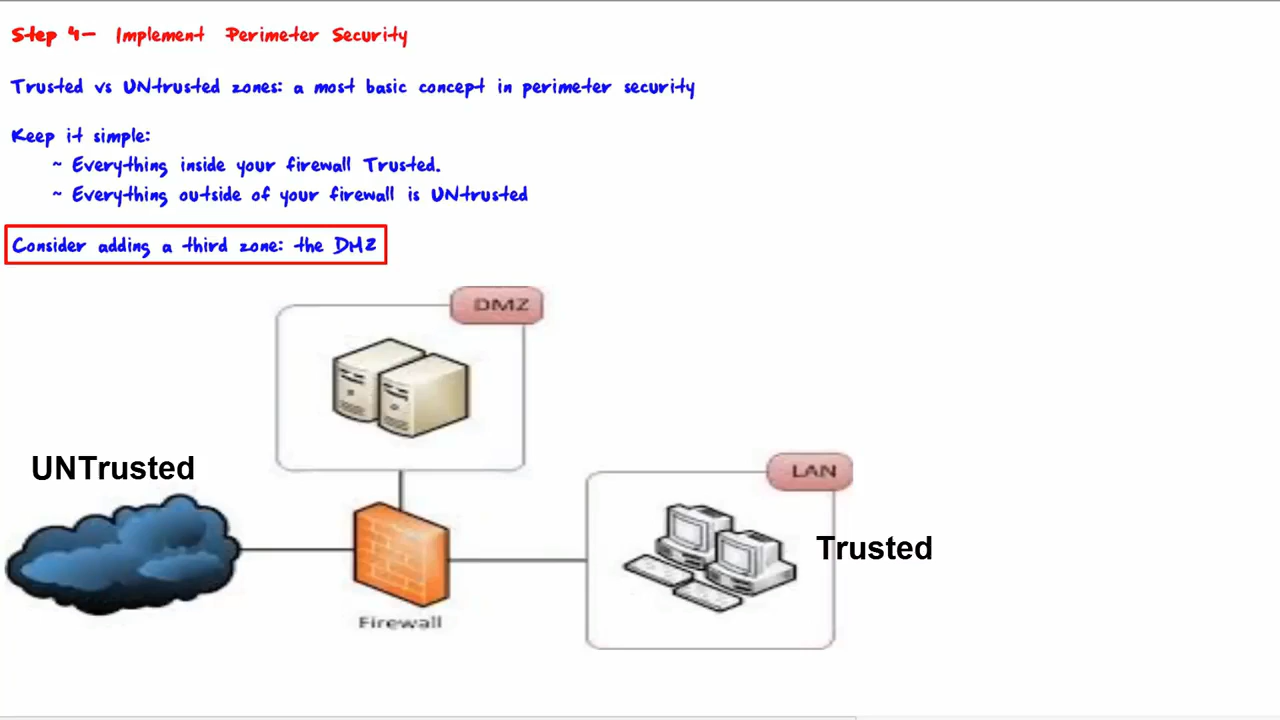 Step 4- Implement Perimeter Security
Trusted vs UNtrusted zones: a most basic concept in perimeter security
Keep it simple:
~ Everything inside your firewall Trusted.
~ Everything outside of your firewall is UNtrusted
Consider adding a third zone: the DMZ
DMZ
UNTrusted
LAN
Trusted
Firewall